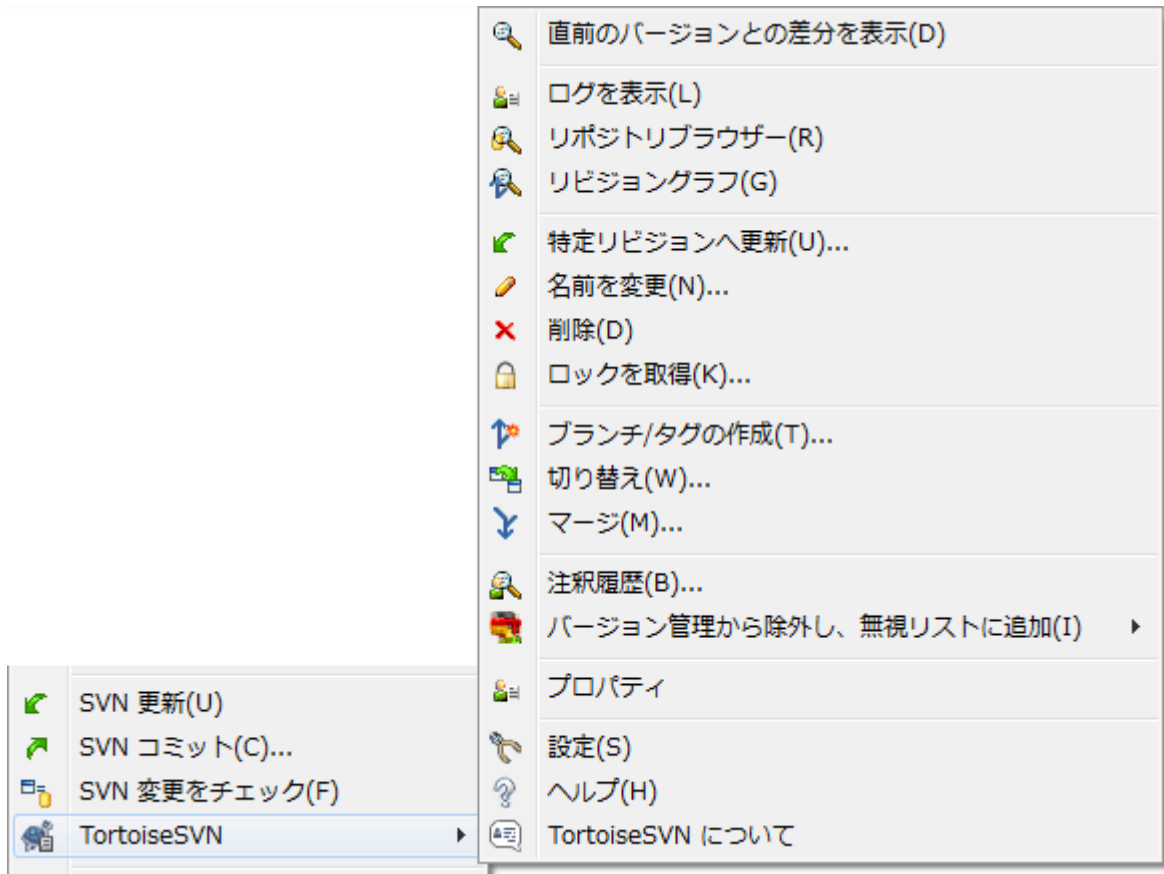 直前のバージョンとの差分を表示(D)
ログを表示(L)
リポジトリブラウザー(R)
リビジョングラフ(G)
特定リビジョンへ更新(U)...
名前を変更(N)...
削除(D)
ロックを取得(K)...
ブランチ/タグの作成(T)...
切り替え(W)...
マージ(M)...
注釈履歴(B)...
バージョン管理から除外し、無視リストに追加(I)
プロパティ
設定(S)
ヘルプ(H)
TortoiseSVN について
SVN 更新(U)
SVN コミット(C)...
SVN 変更をチェック(F)
TortoiseSVN